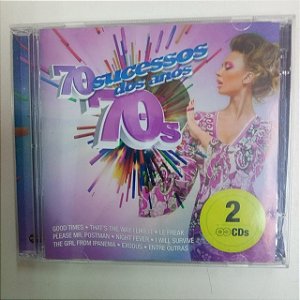 70 sucessos
dos anos
70s
2
CDs
GOOD TIMES • THAT'S THE WAY I LIKE IT • LE FREAK
PLEASE MR. POSTMAN • NIGHT FEVER • I WILL SURVIVE
THE GIRL FROM IPANEMA • EXODUS • ENTRE OUTRAS